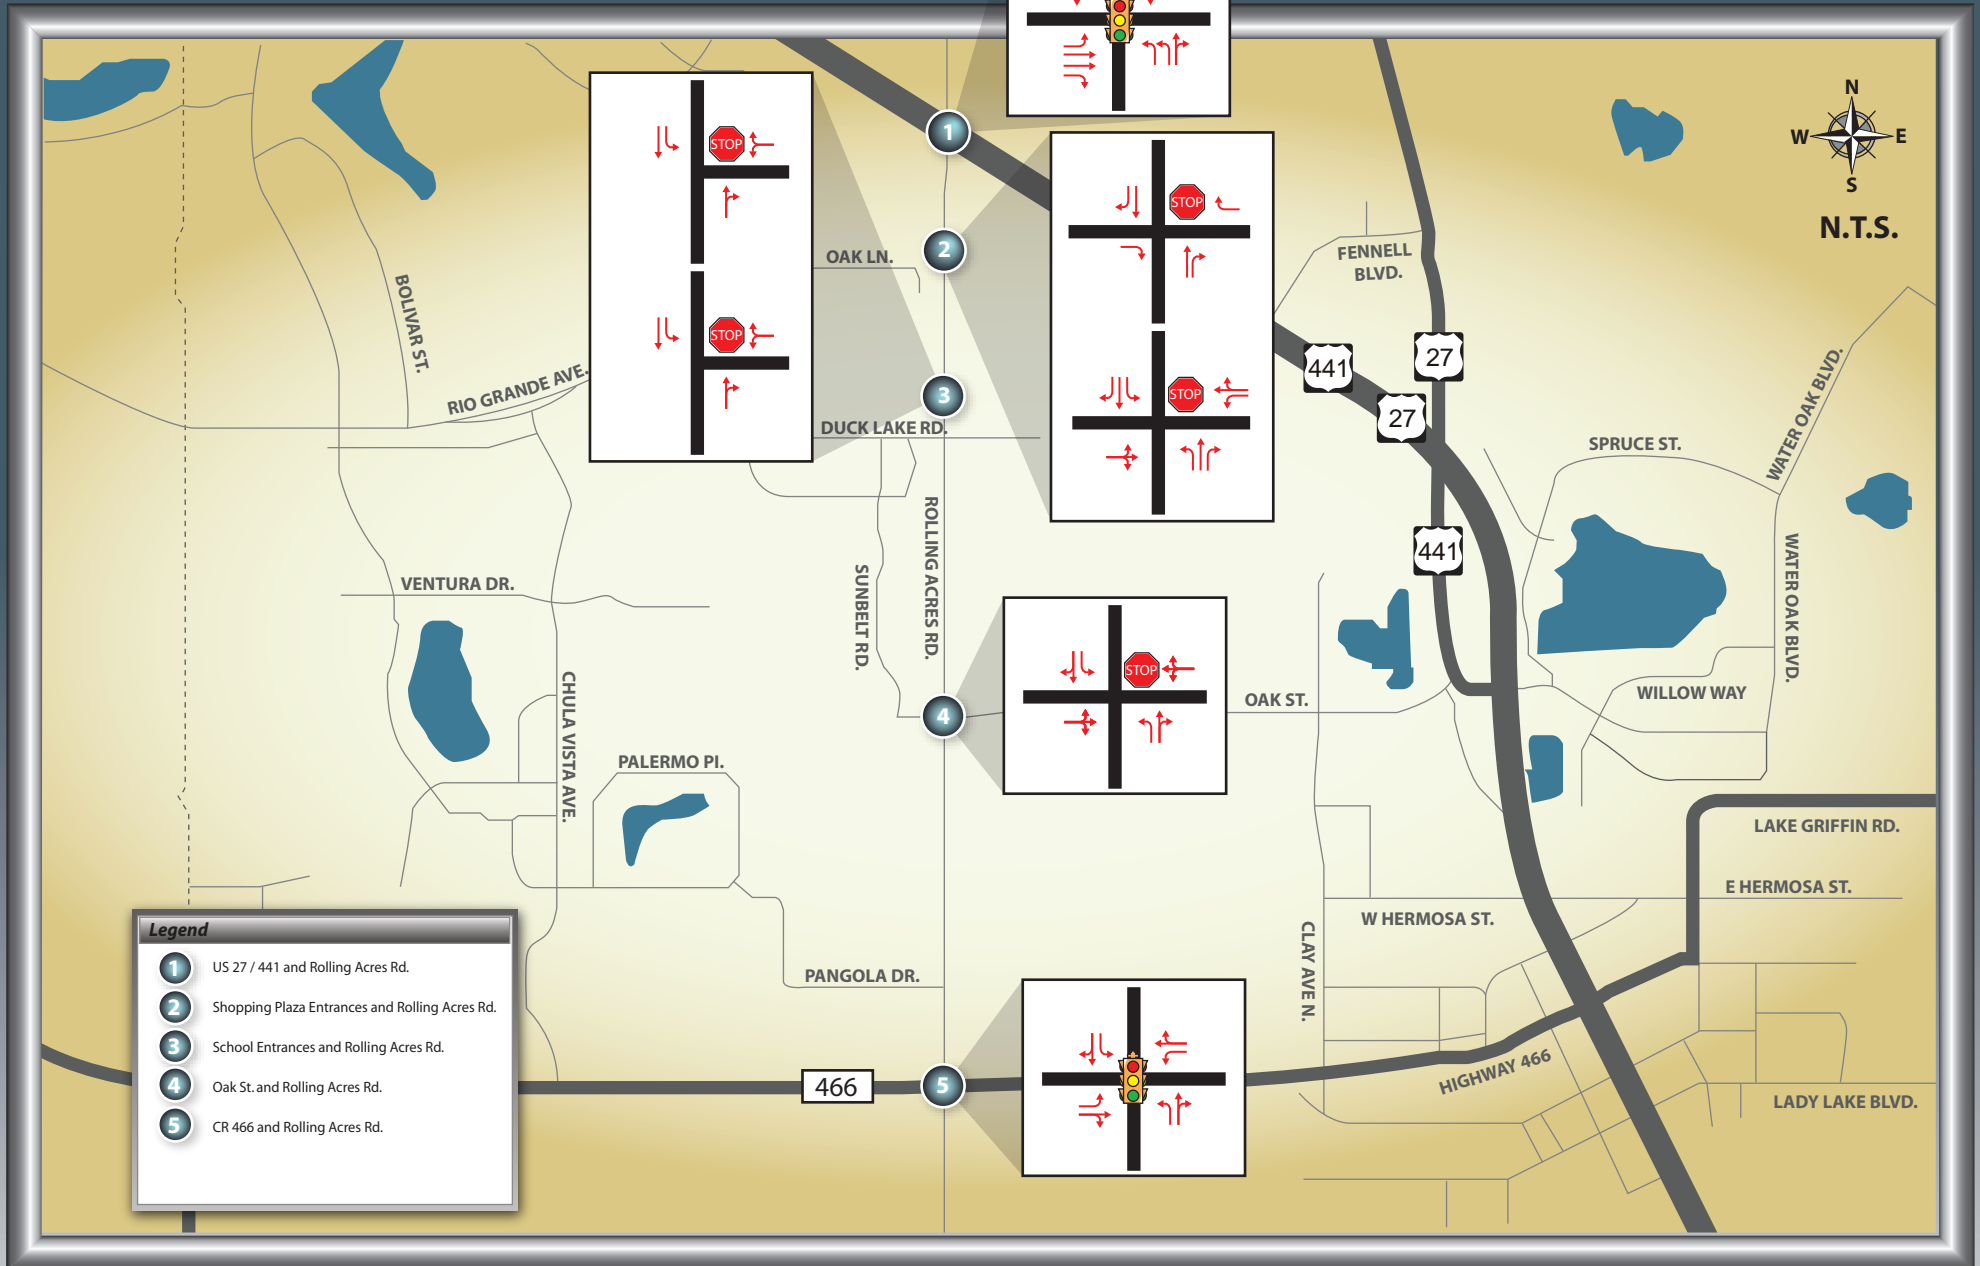 N
W
E
S
N.T.S.
1
STOP
STOP
STOP
STOP
2
OAK LN.
FENNELL
BLVD.
BOLIVAR ST.
441
27
27
WATER OAK BLVD.
RIO GRANDE AVE.
3
DUCK LAKE RD.
SPRUCE ST.
ROLLING ACRES RD.
SUNBELT RD.
441
WATER OAK BLVD.
VENTURA DR.
STOP
4
OAK ST.
WILLOW WAY
CHULA VISTA AVE.
PALERMO PI.
LAKE GRIFFIN RD.
E HERMOSA ST.
W HERMOSA ST.
CLAY AVE N.
PANGOLA DR.
466
5
HIGHWAY 466
LADY LAKE BLVD.
Legend
1 US 27 / 441 and Rolling Acres Rd.
2 Shopping Plaza Entrances and Rolling Acres Rd.
3 School Entrances and Rolling Acres Rd.
4 Oak St. and Rolling Acres Rd.
5 CR 466 and Rolling Acres Rd.